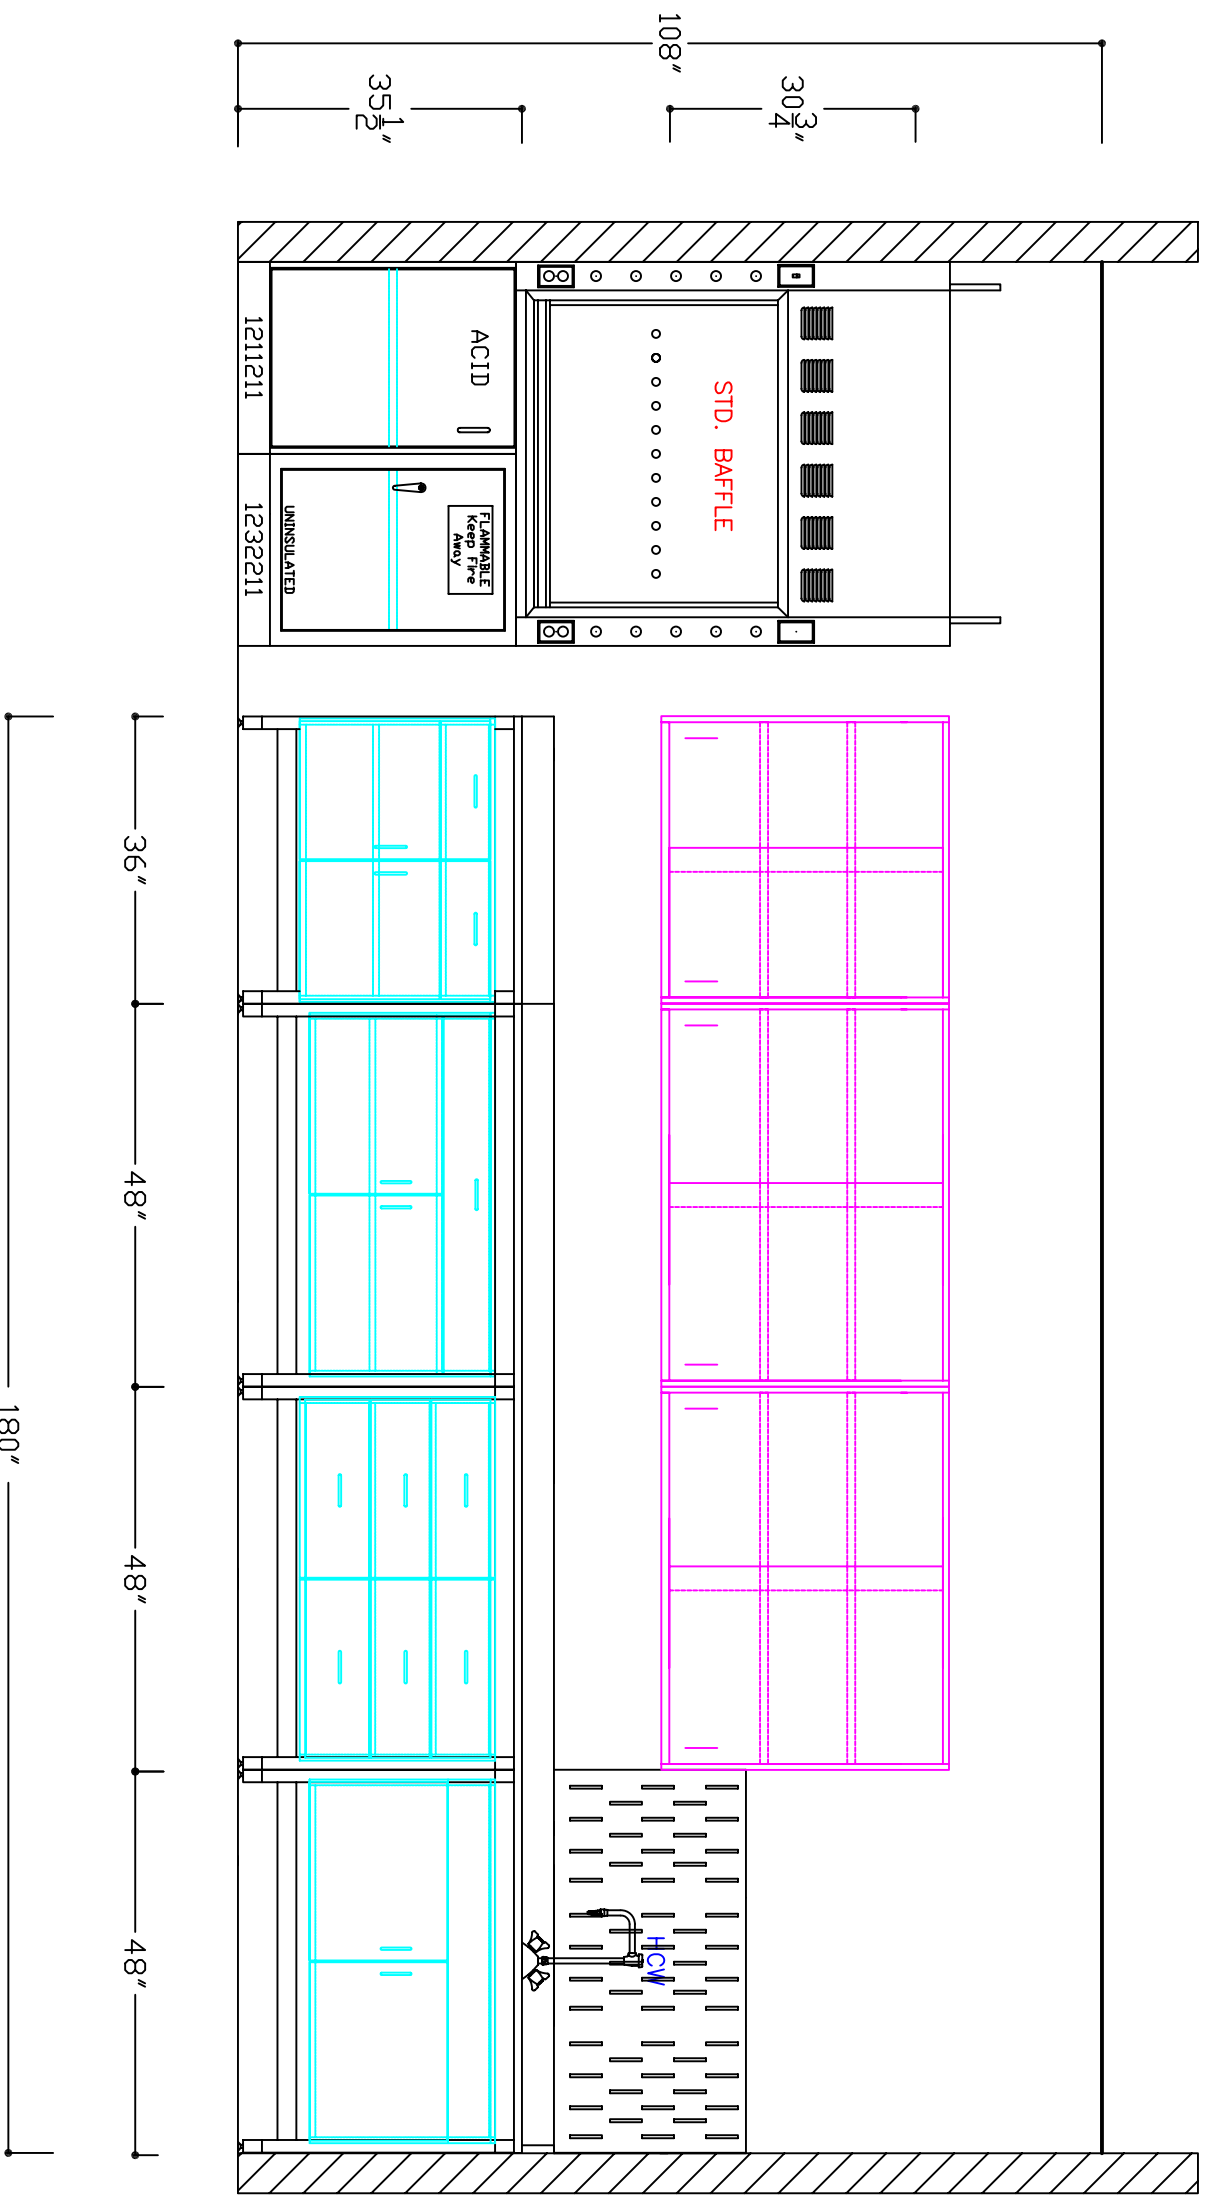 108"
30 3/4"
35 1/2"
STD. BAFFLE
ACID
FLAMMABLE
Keep Fire
Away
UNINSULATED
1211211
1232211
HCW
36"
48"
48"
48"
180"